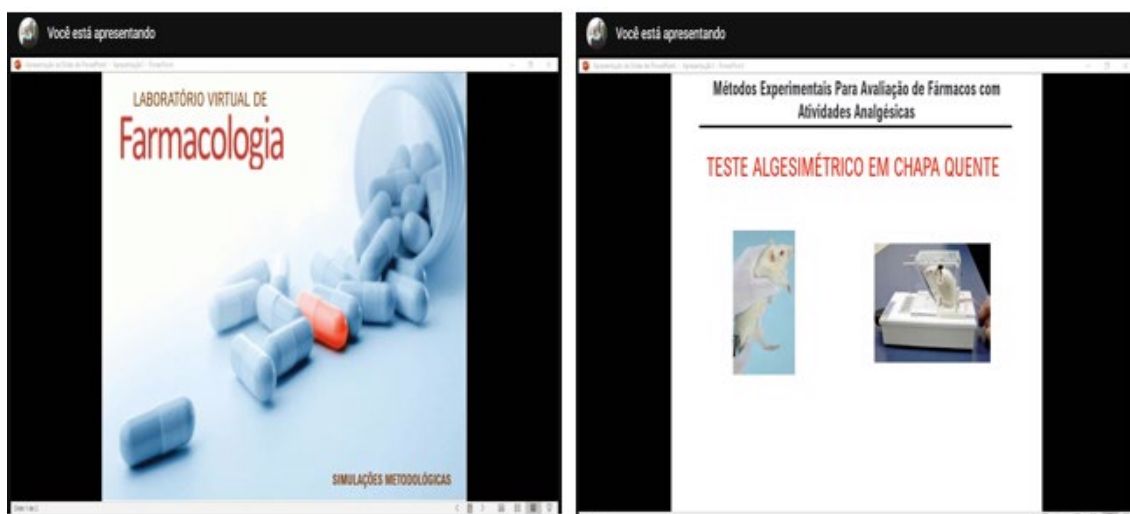 Você está apresentando
LABORATÓRIO VIRTUAL DE
Farmacologia
SIMULAÇÕES METODOLÓGICAS
Você está apresentando
Métodos Experimentais Para Avaliação de Fármacos com
Atividades Analgésicas
TESTE ALGESIMÉTRICO EM CHAPA QUENTE